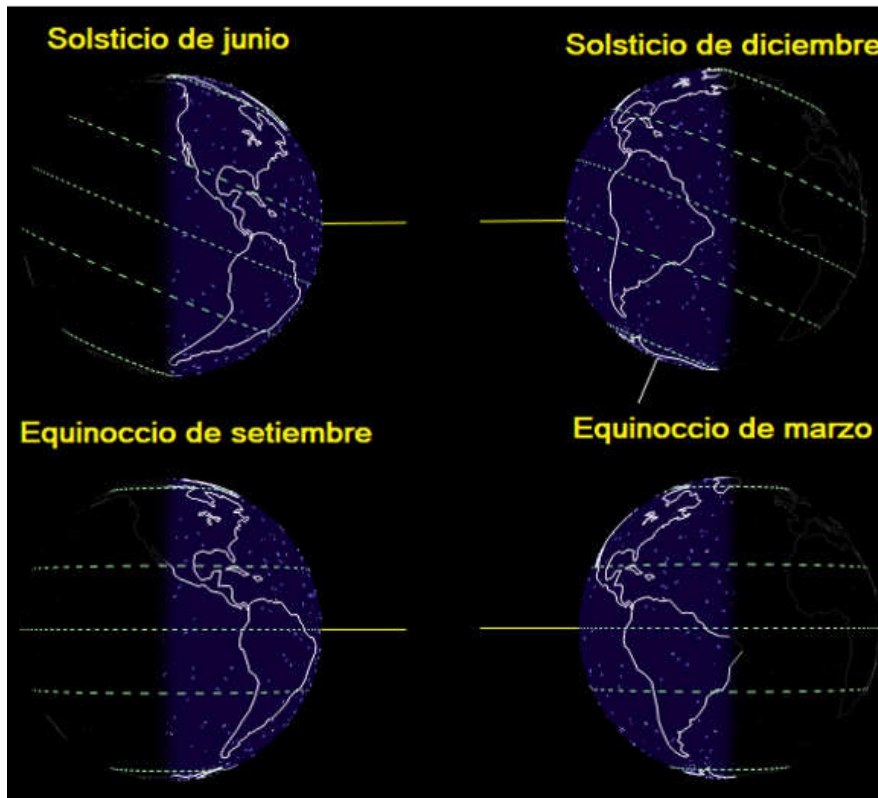 Solsticio de junio
Solsticio de diciembre
Equinoccio de setiembre
Equinoccio de marzo